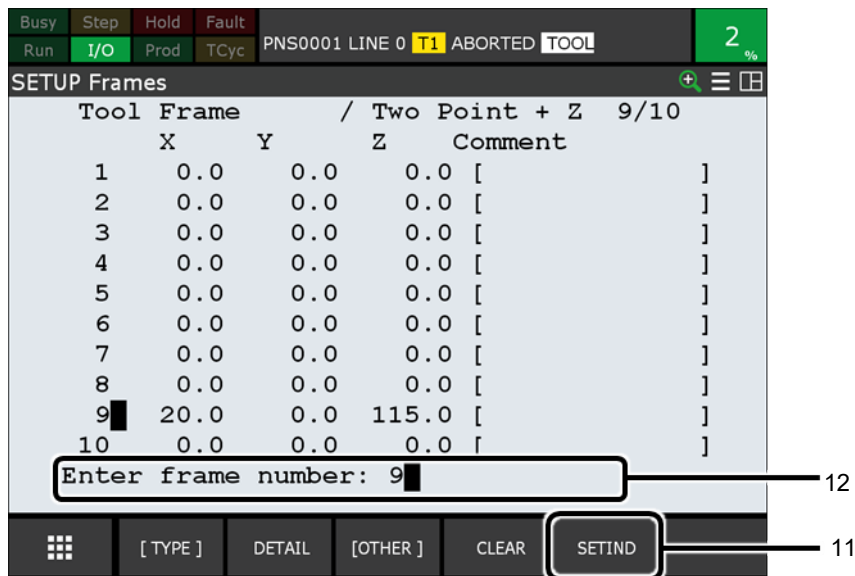 Busy Step Hold Fault
Run I/O Prod TCyc PNS0001 LINE 0 T1 ABORTED TOOL 2 %
SETUP Frames
Tool Frame / Two Point + Z 9/10
X Y Z Comment
1 0.0 0.0 0.0 [ ]
2 0.0 0.0 0.0 [ ]
3 0.0 0.0 0.0 [ ]
4 0.0 0.0 0.0 [ ]
5 0.0 0.0 0.0 [ ]
6 0.0 0.0 0.0 [ ]
7 0.0 0.0 0.0 [ ]
8 0.0 0.0 0.0 [ ]
9 20.0 0.0 115.0 [ ]
10 0.0 0.0 0.0 [ ]
Enter frame number: 9
12
[ TYPE ] DETAIL [OTHER ] CLEAR SETIND
11